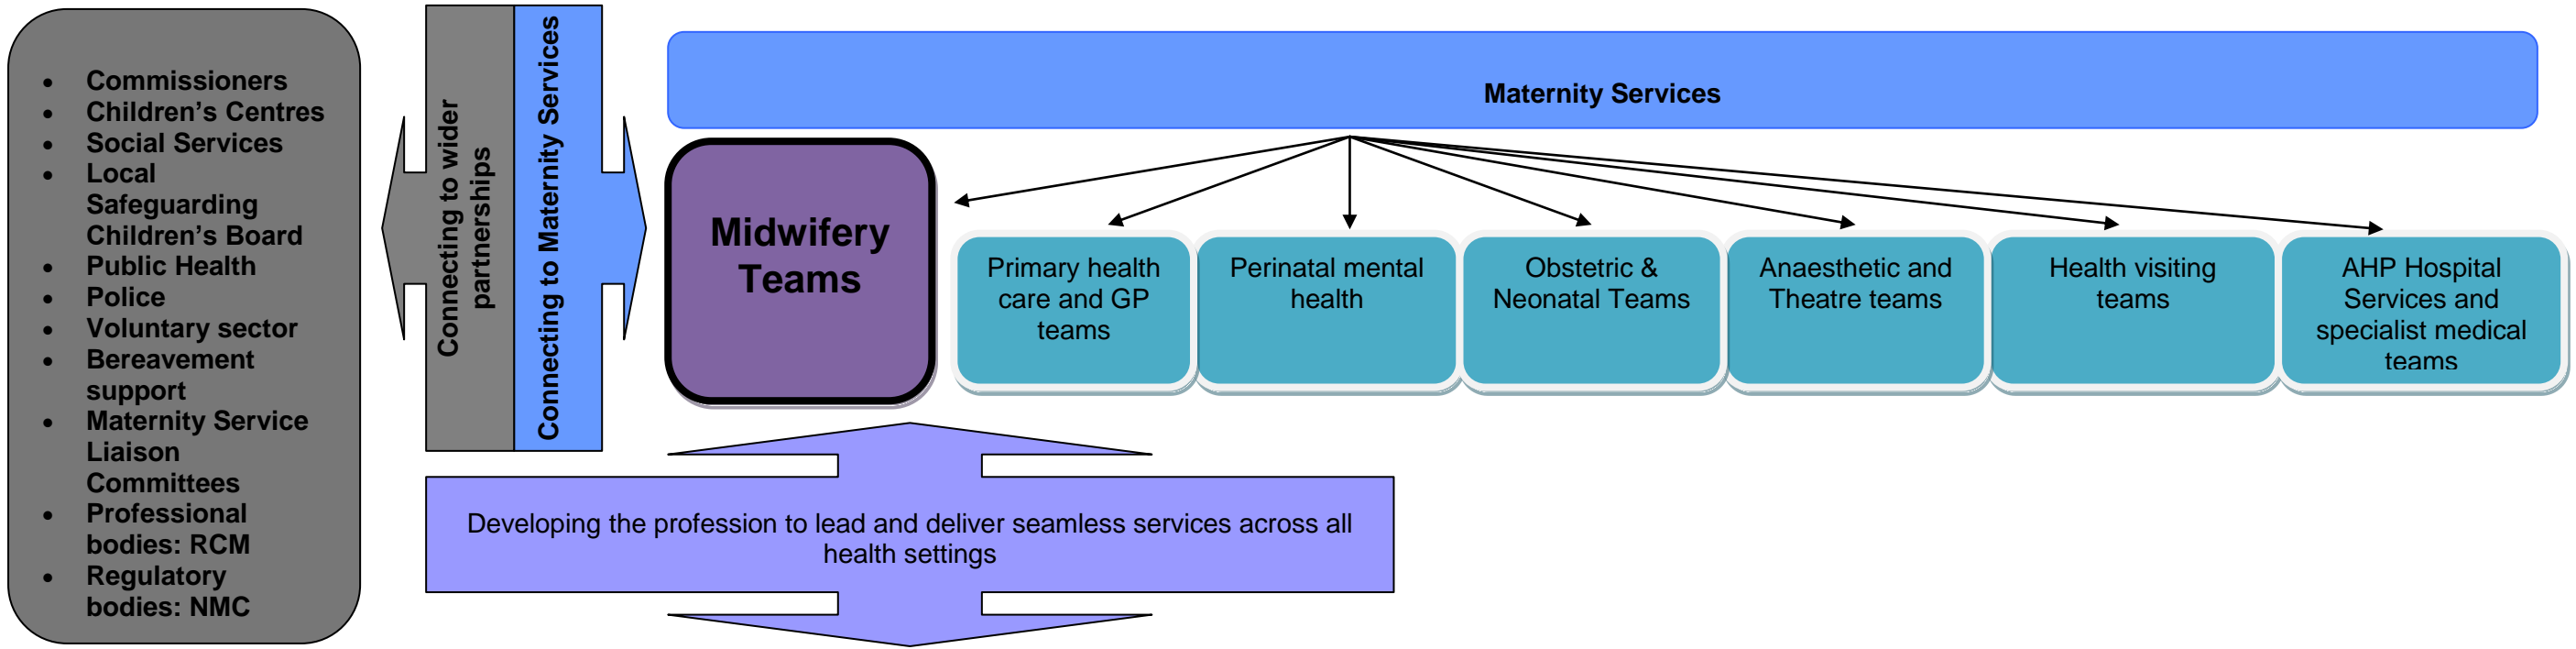 • Commissioners
• Children’s Centres
• Social Services
• Local
Safeguarding
Children’s Board
• Public Health
• Police
• Voluntary sector
• Bereavement
support
• Maternity Service
Liaison
Committees
• Professional
bodies: RCM
• Regulatory
bodies: NMC
Connecting to wider
partnerships
Connecting to Maternity Services
Maternity Services
Midwifery
Teams
Primary health
care and GP
teams
Perinatal mental
health
Obstetric &
Neonatal Teams
Anaesthetic and
Theatre teams
Health visiting
teams
AHP Hospital
Services and
specialist medical
teams
Developing the profession to lead and deliver seamless services across all
health settings